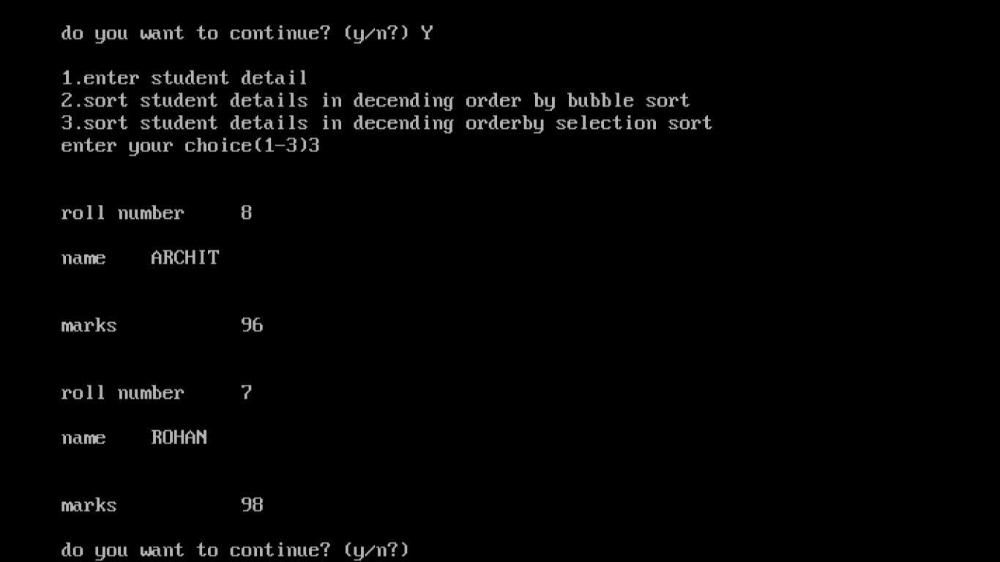 do you want to continue? (y/n?) Y
1.enter student detail
2.sort student details in decending order by bubble sort
3.sort student details in decending orderby selection sort
enter your choice(1-3)3
roll number     8
name    ARCHIT
marks           96
roll number     7
name    ROHAN
marks           98
do you want to continue? (y/n?)